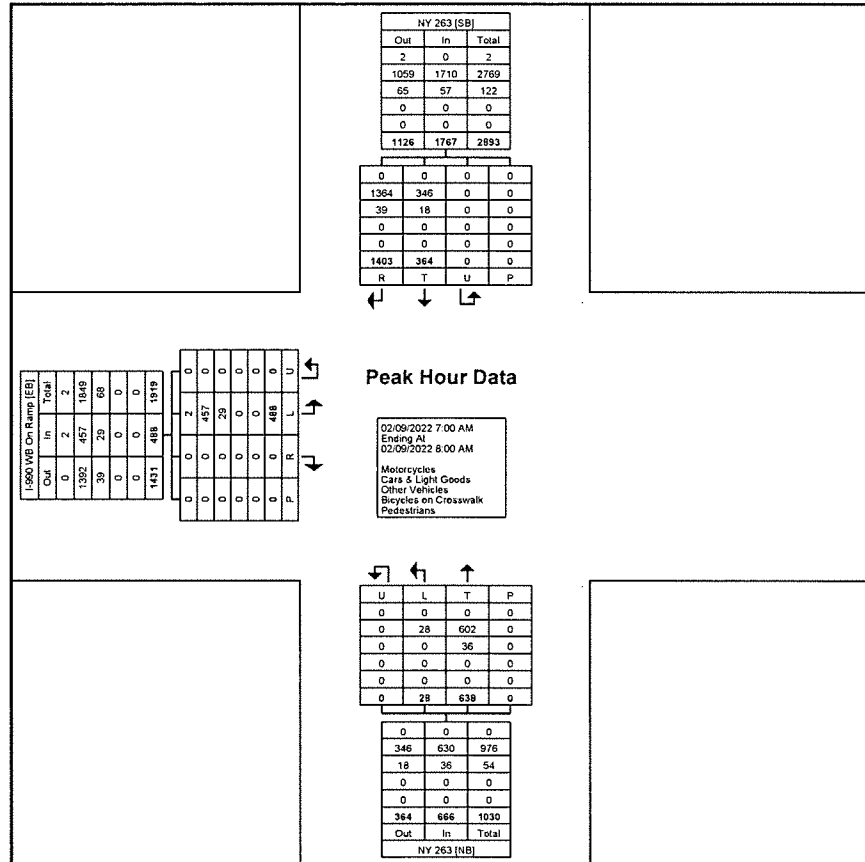 NY 263 [SB]
Out In Total
2 0 2
1059 1710 2769
65 57 122
0 0 0
0 0 0
1126 1767 2893
0 0 0 0
1364 346 0 0
39 18 0 0
0 0 0 0
0 0 0 0
1403 364 0 0
R T U P
I-990 WB On Ramp [EB]
Out In Total
0 2 2
1392 457 1849
39 29 68
0 0 0
0 0 0
1431 488 1919
0 2 0 0
0 457 0 0
0 29 0 0
0 0 0 0
0 0 0 0
0 488 0 0
U L R P
Peak Hour Data
02/09/2022 7:00 AM
Ending At
02/09/2022 8:00 AM
Motorcycles
Cars & Light Goods
Other Vehicles
Bicycles on Crosswalk
Pedestrians
U L T P
0 0 0 0
0 28 602 0
0 0 36 0
0 0 0 0
0 0 0 0
0 28 638 0
0 0 0
346 630 976
18 36 54
0 0 0
0 0 0
364 666 1030
Out In Total
NY 263 [NB]